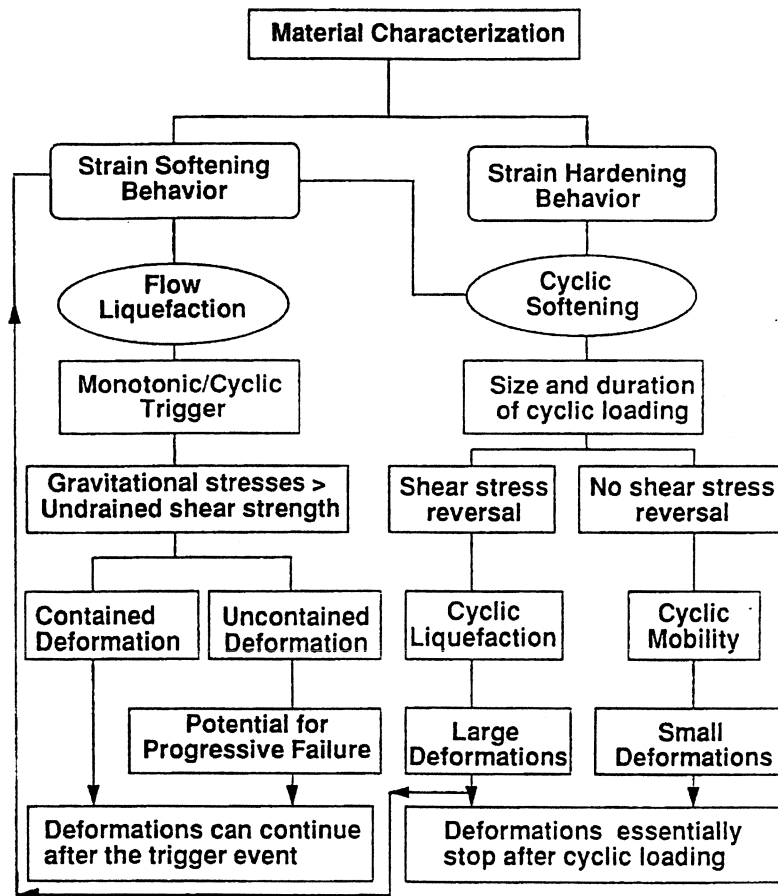 Material Characterization
Strain Softening
Behavior
Strain Hardening
Behavior
Flow
Liquefaction
Cyclic
Softening
Monotonic/Cyclic
Trigger
Size and duration
of cyclic loading
Gravitational stresses >
Undrained shear strength
Shear stress
reversal
No shear stress
reversal
Contained
Deformation
Uncontained
Deformation
Cyclic
Liquefaction
Cyclic
Mobility
Potential for
Progressive Failure
Large
Deformations
Small
Deformations
Deformations can continue
after the trigger event
Deformations essentially
stop after cyclic loading